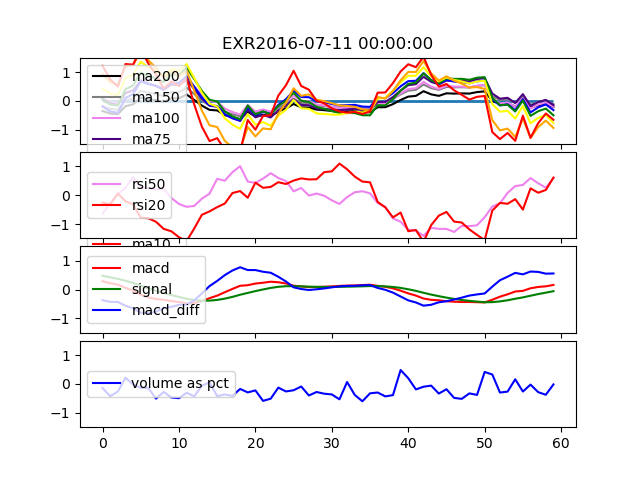 EXR2016-07-11 00:00:00
1
0
−1
ma200
ma150
ma100
ma75
1
0
−1
rsi50
rsi20
ma10
1
0
−1
macd
signal
macd_diff
1
0
−1
volume as pct
0 10 20 30 40 50 60